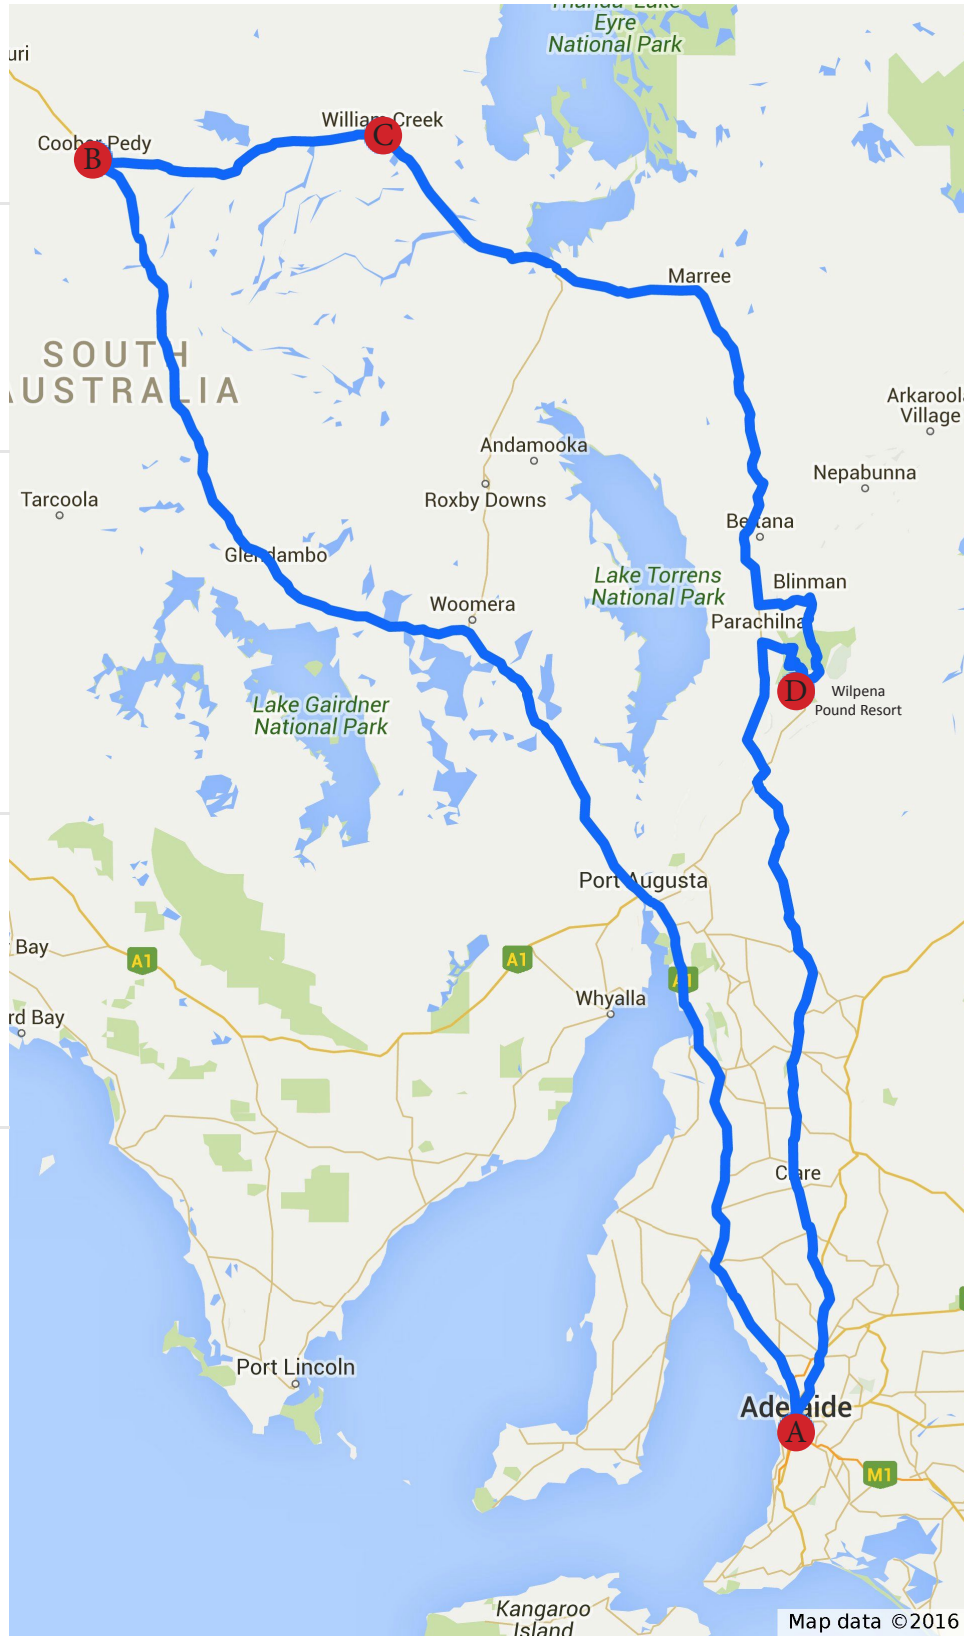 Eyre
National Park
uri
William Creek
C
Coober Pedy
B
Marree
SOUTH
AUSTRALIA
Arkaroola
Village
Andamooka
Nepabunna
Tarcoola
Roxby Downs
Beltana
Glendambo
Lake Torrens
National Park
Blinman
Woomera
Parachilna
D
Wilpena
Pound Resort
Lake Gairdner
National Park
Port Augusta
Bay
A1
A1
A1
Whyalla
rd Bay
Clare
Port Lincoln
Adelaide
A
M1
Kangaroo
Island
Map data ©2016